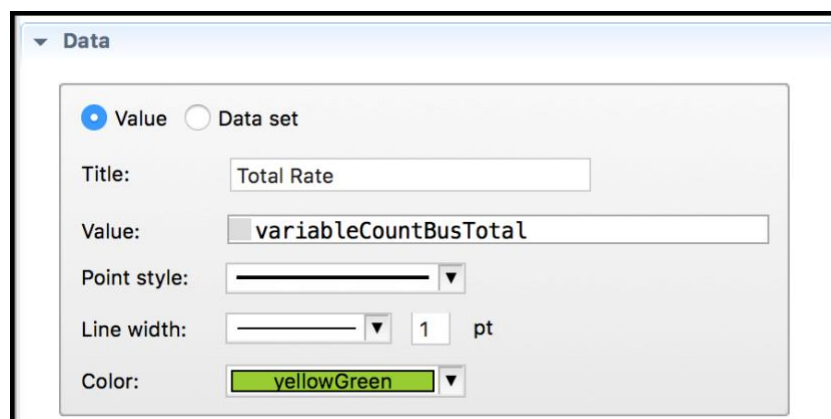 Data
Value Data set
Title: Total Rate
Value: variableCountBusTotal
Point style:
Line width: 1 pt
Color: yellowGreen